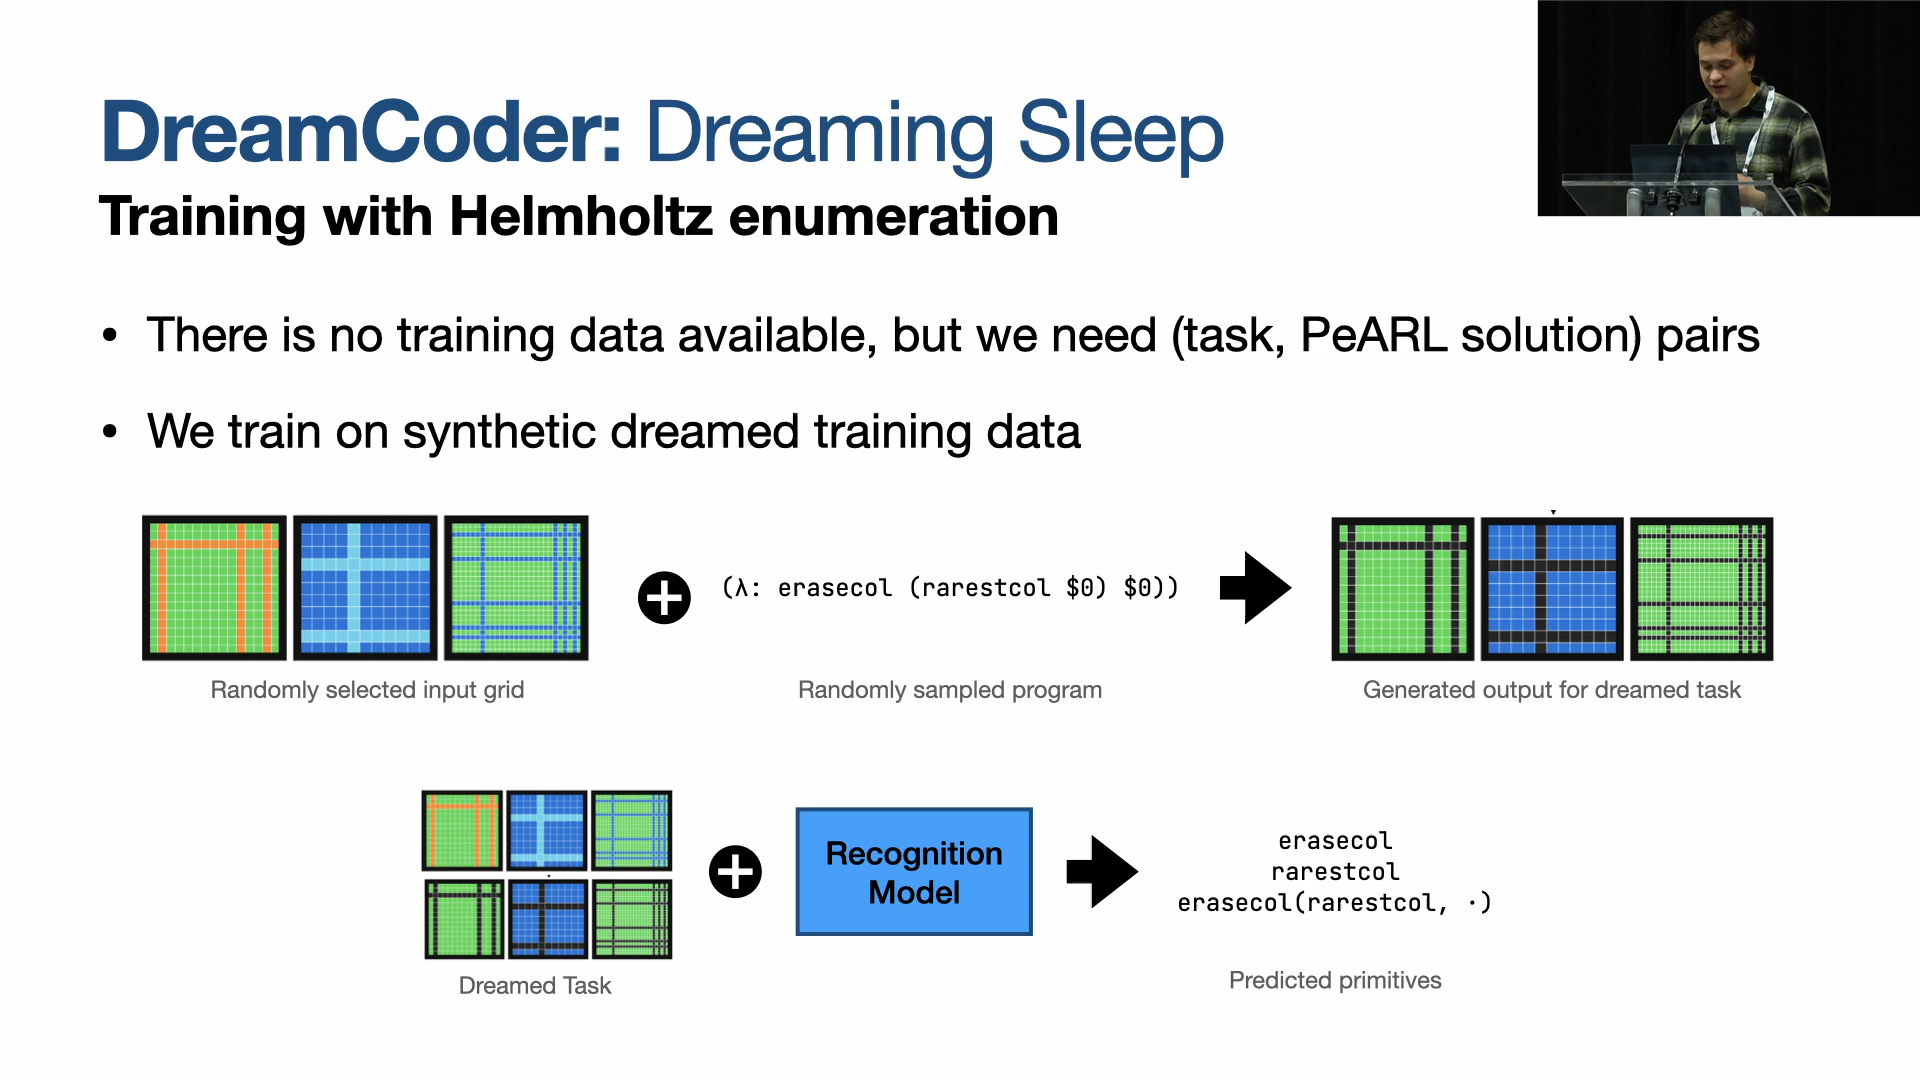 DreamCoder: Dreaming Sleep
Training with Helmholtz enumeration
• There is no training data available, but we need (task, PeARL solution) pairs
• We train on synthetic dreamed training data
(λ: erasecol (rarestcol $0) $0))
Randomly selected input grid
Randomly sampled program
Generated output for dreamed task
Recognition
Model
erasecol
rarestcol
erasecol(rarestcol, ·)
Dreamed Task
Predicted primitives